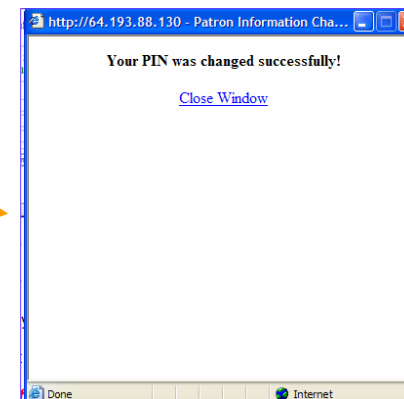 http://64.193.88.130 - Patron Information Cha...
Your PIN was changed successfully!
Close Window
Done
Internet